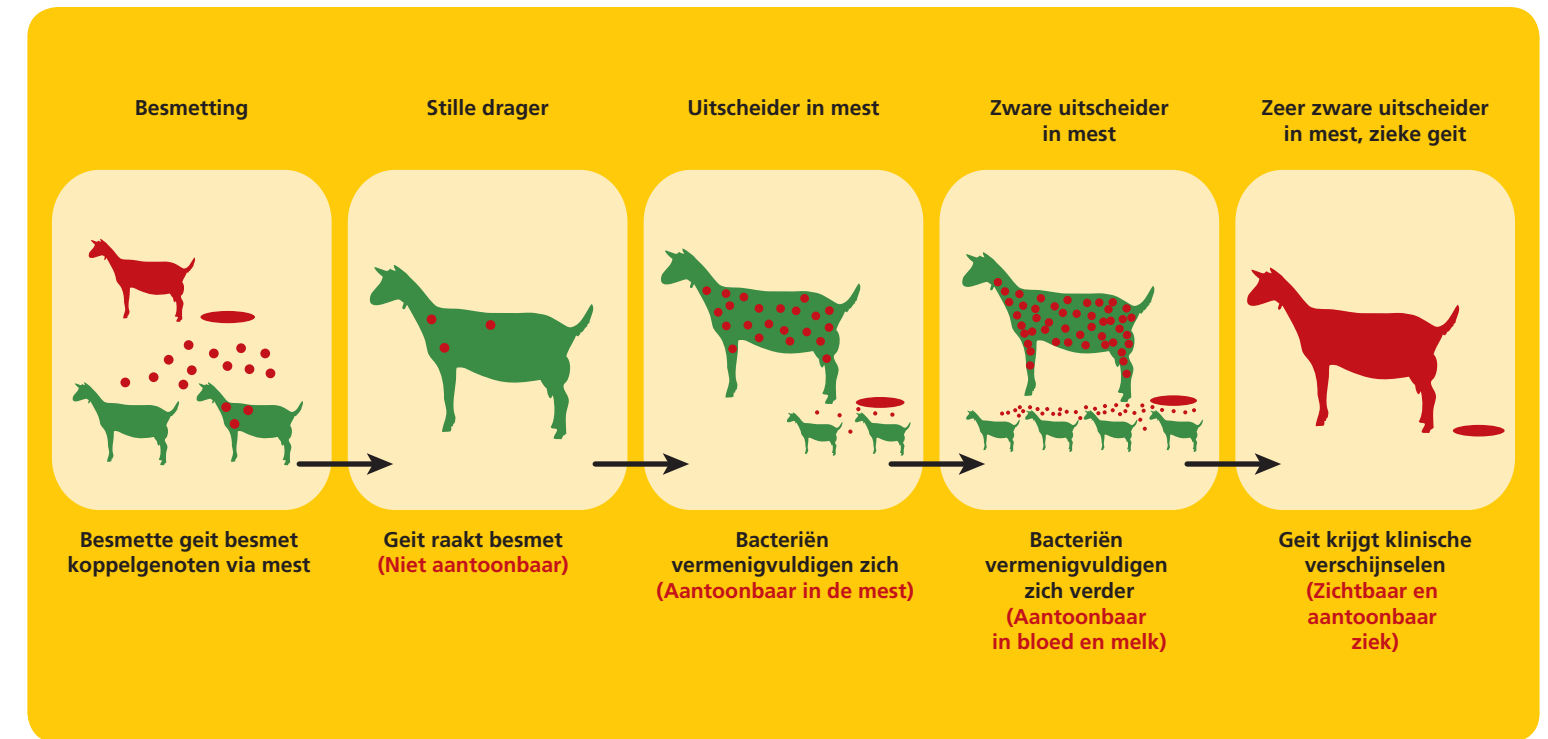 Besmetting
Stille drager
Uitscheider in mest
Zware uitscheider
in mest
Zeer zware uitscheider
in mest, zieke geit
Besmette geit besmet
koppelgenoten via mest
Geit raakt besmet
(Niet aantoonbaar)
Bacteriën
vermenigvuldigen zich
(Aantoonbaar in de mest)
Bacteriën
vermenigvuldigen
zich verder
(Aantoonbaar
in bloed en melk)
Geit krijgt klinische
verschijnselen
(Zichtbaar en
aantoonbaar
ziek)